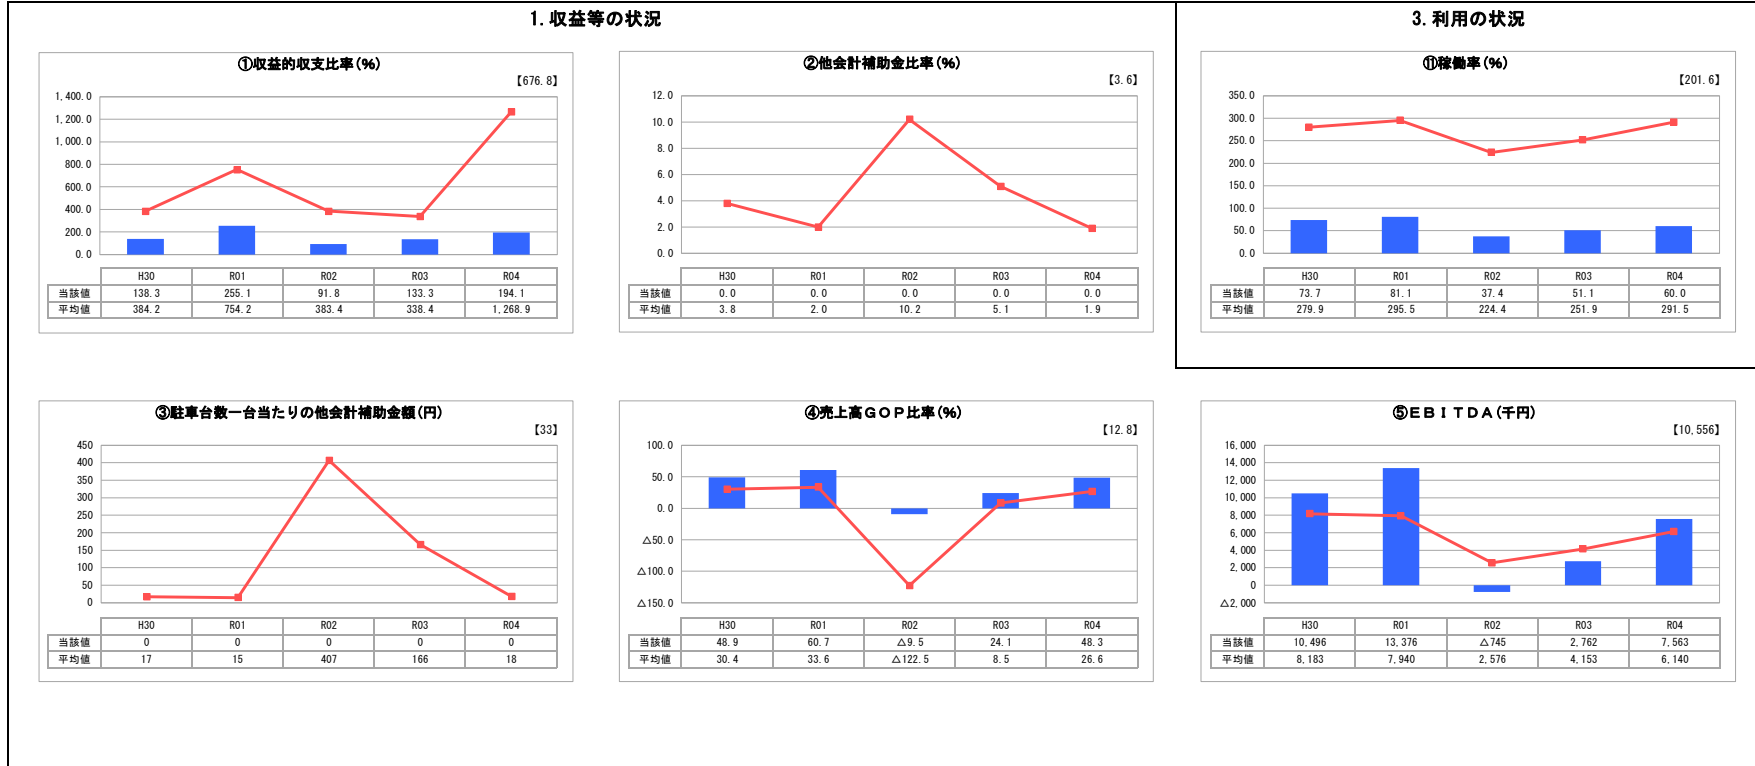 1. 収益等の状況
3. 利用の状況
①収益的収支比率(%)
【676.8】
1,400.0
1,200.0
1,000.0
800.0
600.0
400.0
200.0
0.0
H30 R01 R02 R03 R04
当該値 138.3 255.1 91.8 133.3 194.1
平均値 384.2 754.2 383.4 338.4 1,268.9
②他会計補助金比率(%)
【3.6】
12.0
10.0
8.0
6.0
4.0
2.0
0.0
H30 R01 R02 R03 R04
当該値 0.0 0.0 0.0 0.0 0.0
平均値 3.8 2.0 10.2 5.1 1.9
⑪稼働率(%)
【201.6】
350.0
300.0
250.0
200.0
150.0
100.0
50.0
0.0
H30 R01 R02 R03 R04
当該値 73.7 81.1 37.4 51.1 60.0
平均値 279.9 295.5 224.4 251.9 291.5
③駐車台数一台当たりの他会計補助金額(円)
【33】
450
400
350
300
250
200
150
100
50
0
H30 R01 R02 R03 R04
当該値 0 0 0 0 0
平均値 17 15 407 166 18
④売上高ＧＯＰ比率(%)
【12.8】
100.0
50.0
0.0
△50.0
△100.0
△150.0
H30 R01 R02 R03 R04
当該値 48.9 60.7 △9.5 24.1 48.3
平均値 30.4 33.6 △122.5 8.5 26.6
⑤ＥＢＩＴＤＡ(千円)
【10,556】
16,000
14,000
12,000
10,000
8,000
6,000
4,000
2,000
0
△2,000
H30 R01 R02 R03 R04
当該値 10,496 13,376 △745 2,762 7,563
平均値 8,183 7,940 2,576 4,153 6,140